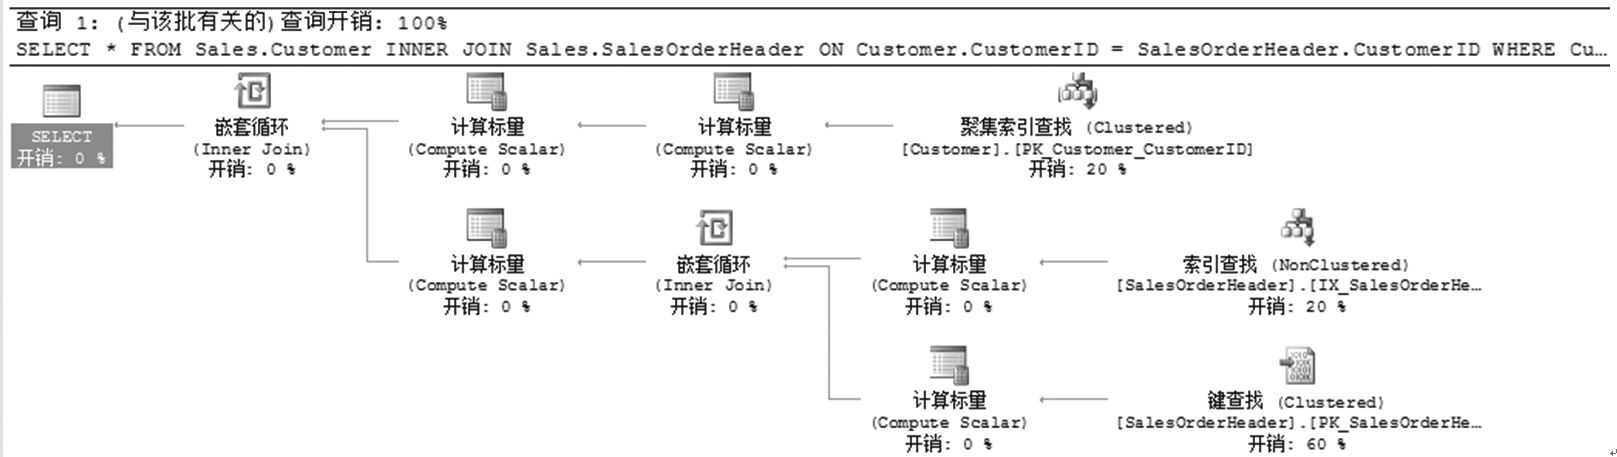 查询 1: (与该批有关的)查询开销: 100%
SELECT * FROM Sales.Customer INNER JOIN Sales.SalesOrderHeader ON Customer.CustomerID = SalesOrderHeader.CustomerID WHERE Cu...
SELECT
开销: 0 %
嵌套循环
(Inner Join)
开销: 0 %
计算标量
(Compute Scalar)
开销: 0 %
计算标量
(Compute Scalar)
开销: 0 %
聚集索引查找 (Clustered)
[Customer].[PK_Customer_CustomerID]
开销: 20 %
计算标量
(Compute Scalar)
开销: 0 %
嵌套循环
(Inner Join)
开销: 0 %
计算标量
(Compute Scalar)
开销: 0 %
索引查找 (NonClustered)
[SalesOrderHeader].[IX_SalesOrderHe...
开销: 20 %
计算标量
(Compute Scalar)
开销: 0 %
键查找 (Clustered)
[SalesOrderHeader].[PK_SalesOrderHe...
开销: 60 %